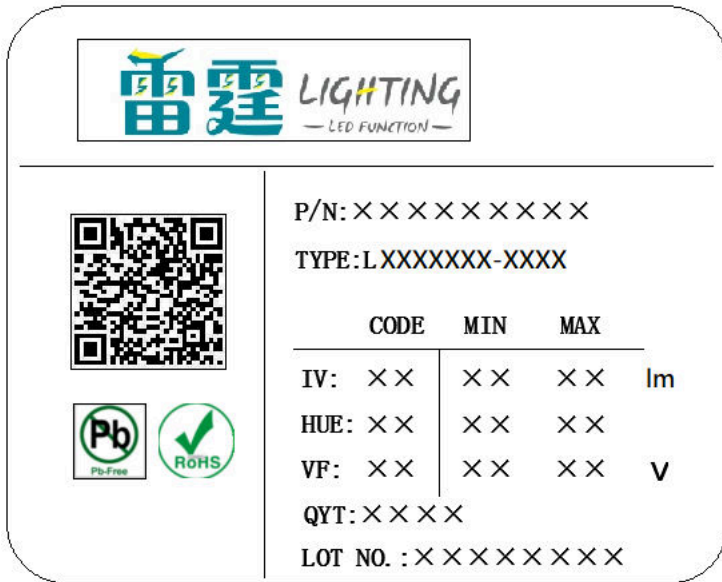 雷霆 LIGHTING
LED FUNCTION
P/N:×××××××××
TYPE:LXXXXXXX-XXXX
CODE MIN MAX
IV: ×× ×× ×× lm
HUE: ×× ×× ××
VF: ×× ×× ×× V
QYT:××××
LOT NO.:××××××××
Pb
Pb-Free
RoHS